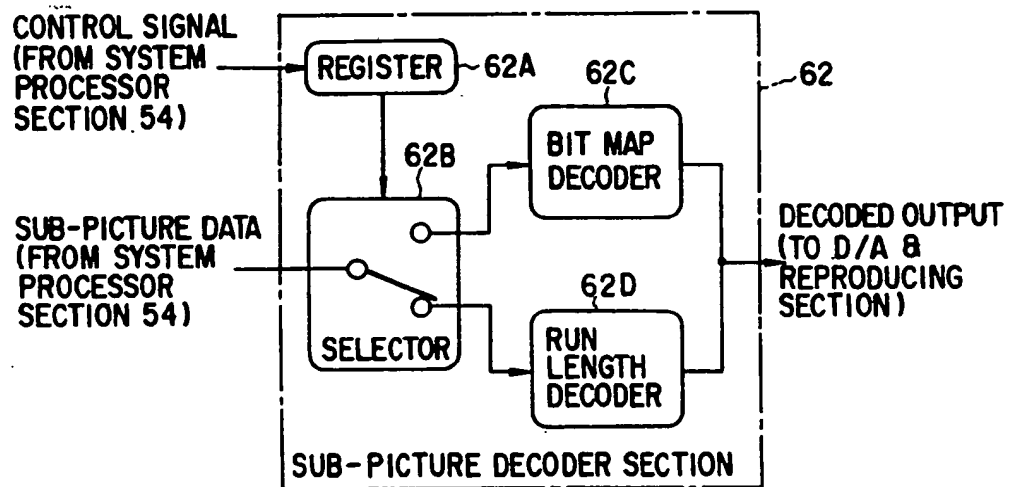 CONTROL SIGNAL
(FROM SYSTEM
PROCESSOR
SECTION 54)
REGISTER
62A
62
62C
BIT MAP
DECODER
62B
SUB-PICTURE DATA
(FROM SYSTEM
PROCESSOR
SECTION 54)
SELECTOR
62D
RUN
LENGTH
DECODER
DECODED OUTPUT
(TO D/A &
REPRODUCING
SECTION)
SUB-PICTURE DECODER SECTION